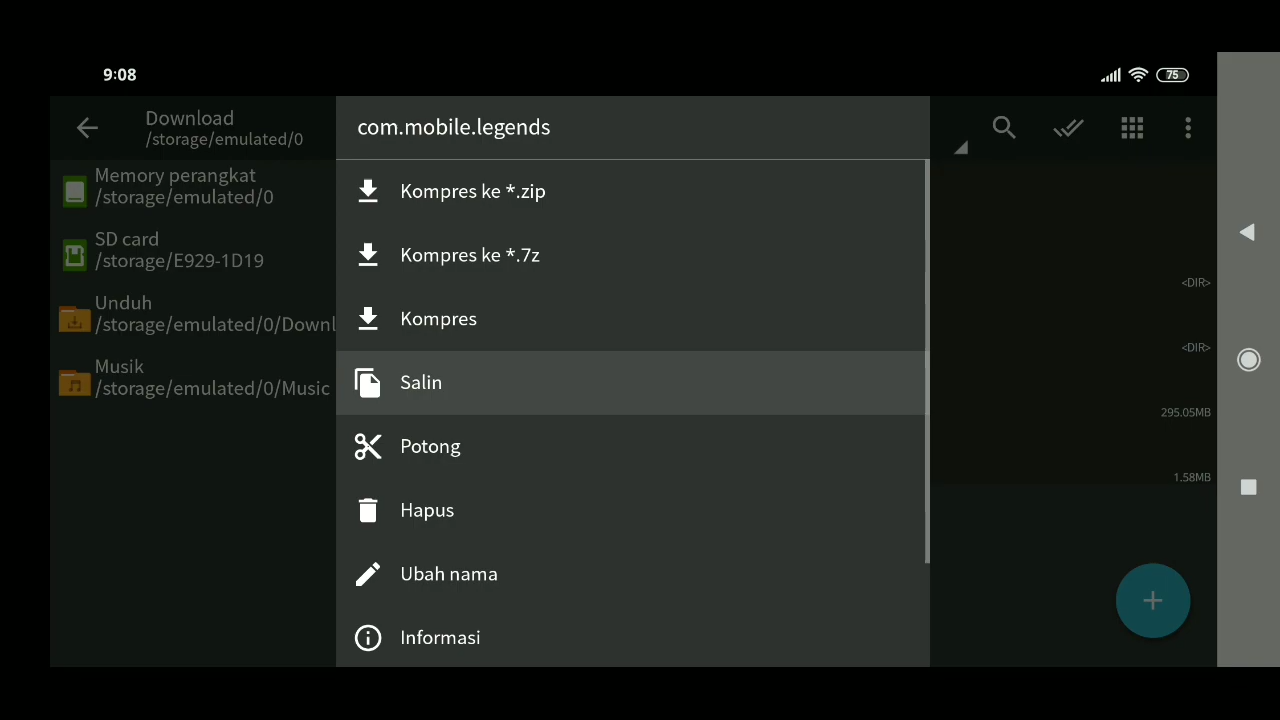 9:08
75
Download
/storage/emulated/0
Memory perangkat
/storage/emulated/0
SD card
/storage/E929-1D19
Unduh
/storage/emulated/0/Downl
Musik
/storage/emulated/0/Music
com.mobile.legends
Kompres ke *.zip
Kompres ke *.7z
Kompres
Salin
Potong
Hapus
Ubah nama
Informasi
<DIR>
<DIR>
295.05MB
1.58MB